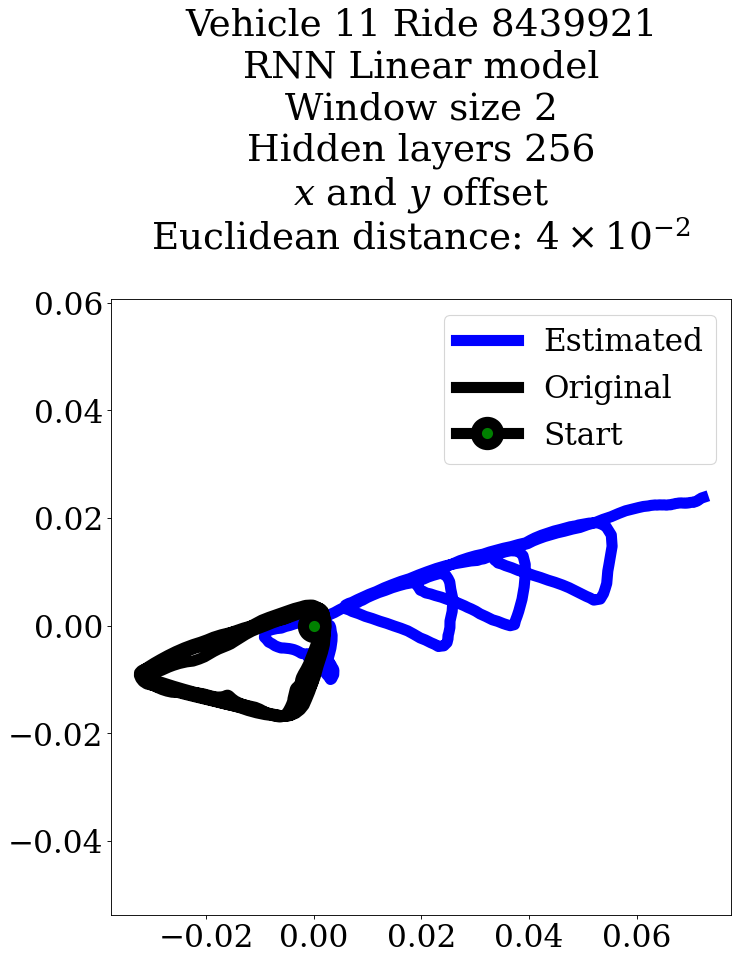 Vehicle 11 Ride 8439921
RNN Linear model
Window size 2
Hidden layers 256
x and y offset
Euclidean distance: 4 × 10⁻²
0.06
0.04
0.02
0.00
−0.02
−0.04
Estimated
Original
Start
−0.02 0.00 0.02 0.04 0.06